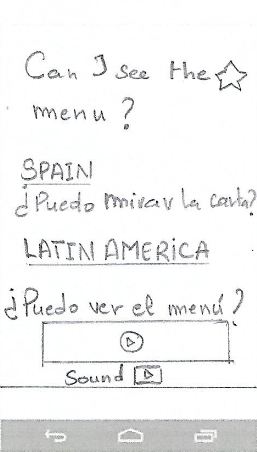 Can I see the
menu?
SPAIN
¿Puedo mirar la carta?
LATIN AMERICA
¿Puedo ver el menú?
Sound